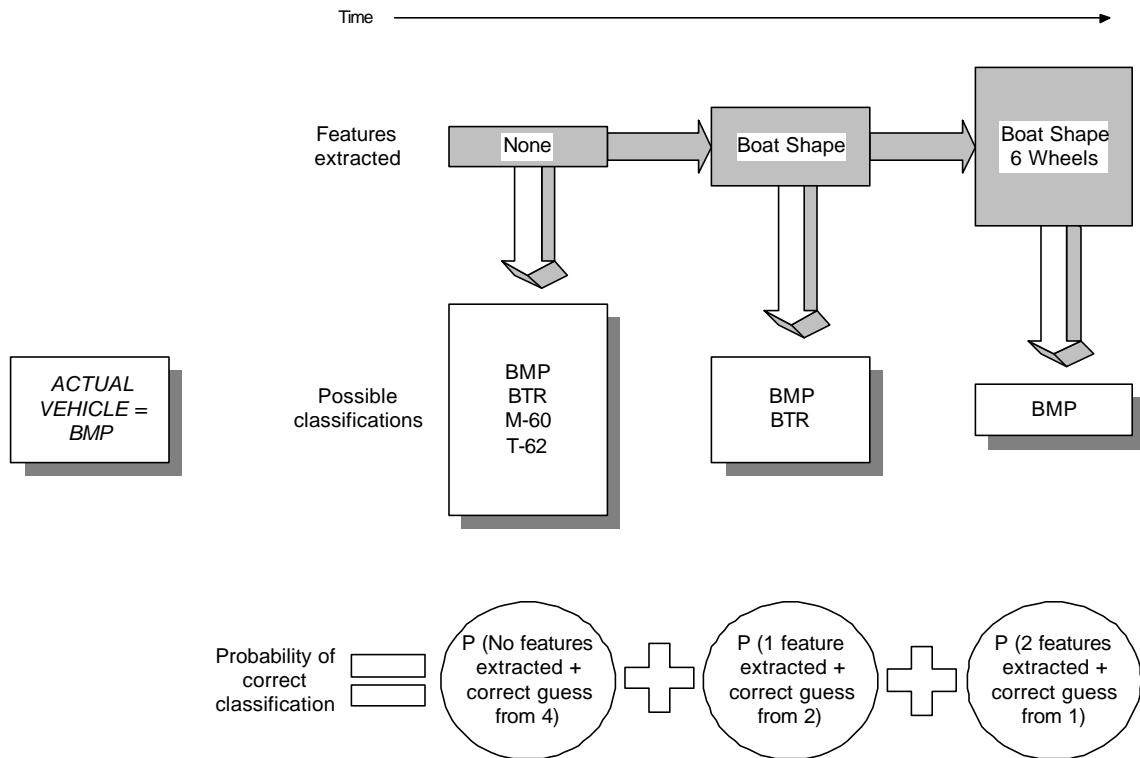 Time
Features
extracted
None
Boat Shape
Boat Shape
6 Wheels
ACTUAL
VEHICLE =
BMP
Possible
classifications
BMP
BTR
M-60
T-62
BMP
BTR
BMP
Probability of
correct
classification
P (No features
extracted +
correct guess
from 4)
P (1 feature
extracted +
correct guess
from 2)
P (2 features
extracted +
correct guess
from 1)